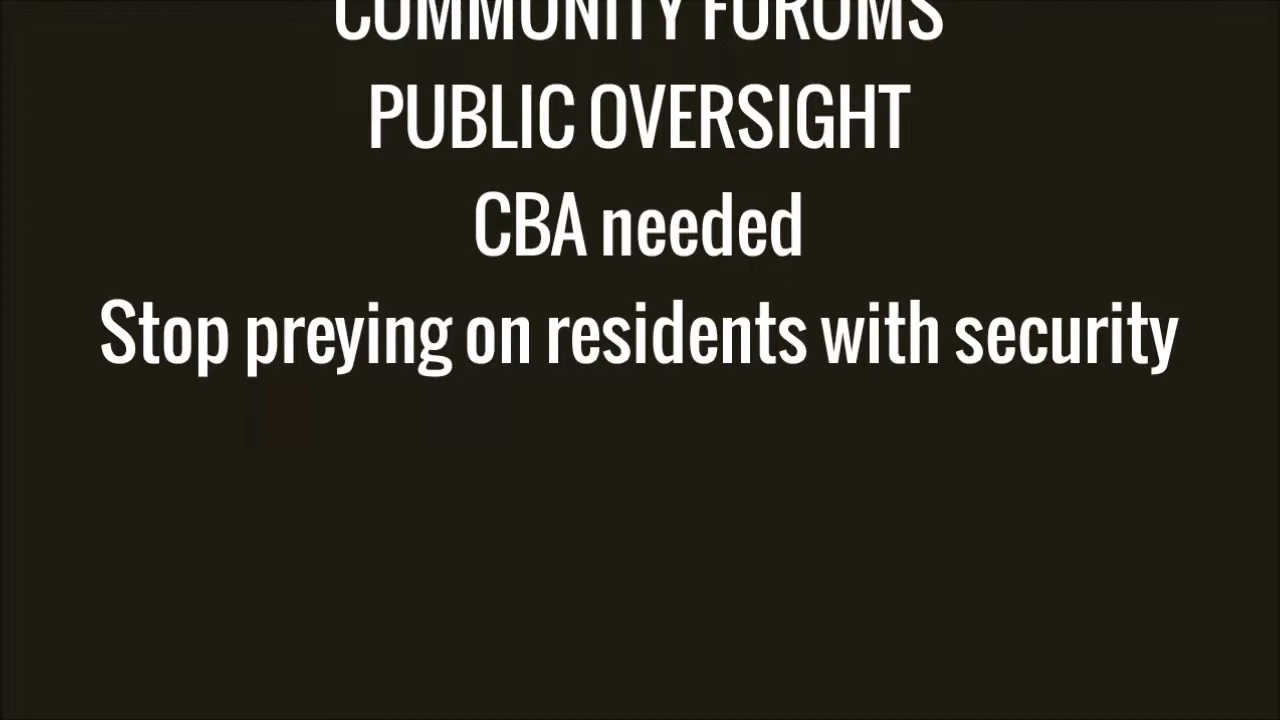 COMMUNITY FORUMS
PUBLIC OVERSIGHT
CBA needed
Stop preying on residents with security